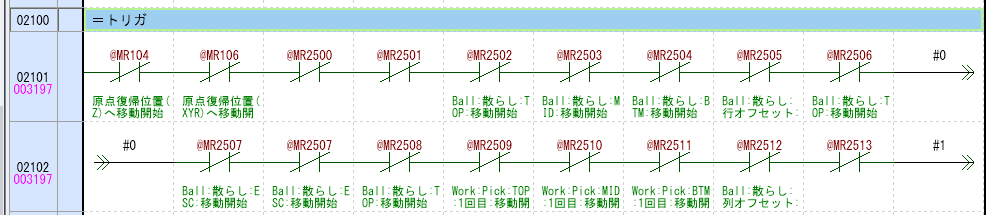 02100 ＝トリガ
@MR104 @MR106 @MR2500 @MR2501 @MR2502 @MR2503 @MR2504 @MR2505 @MR2506 #0
02101
003197
原点復帰位置( 原点復帰位置( Ball:散らし:T Ball:散らし:M Ball:散らし:B Ball:散らし: Ball:散らし:T
Z)へ移動開始 XYR)へ移動開 OP:移動開始 ID:移動開始 TM:移動開始 行オフセット: OP:移動開始
#0 @MR2507 @MR2507 @MR2508 @MR2509 @MR2510 @MR2511 @MR2512 @MR2513 #1
02102
003197
Ball:散らし:E Ball:散らし:E Ball:散らし:T Work:Pick:TOP Work:Pick:MID Work:Pick:BTM Ball:散らし:
SC:移動開始 SC:移動開始 OP:移動開始 :1回目:移動開 :1回目:移動開 :1回目:移動開 列オフセット: